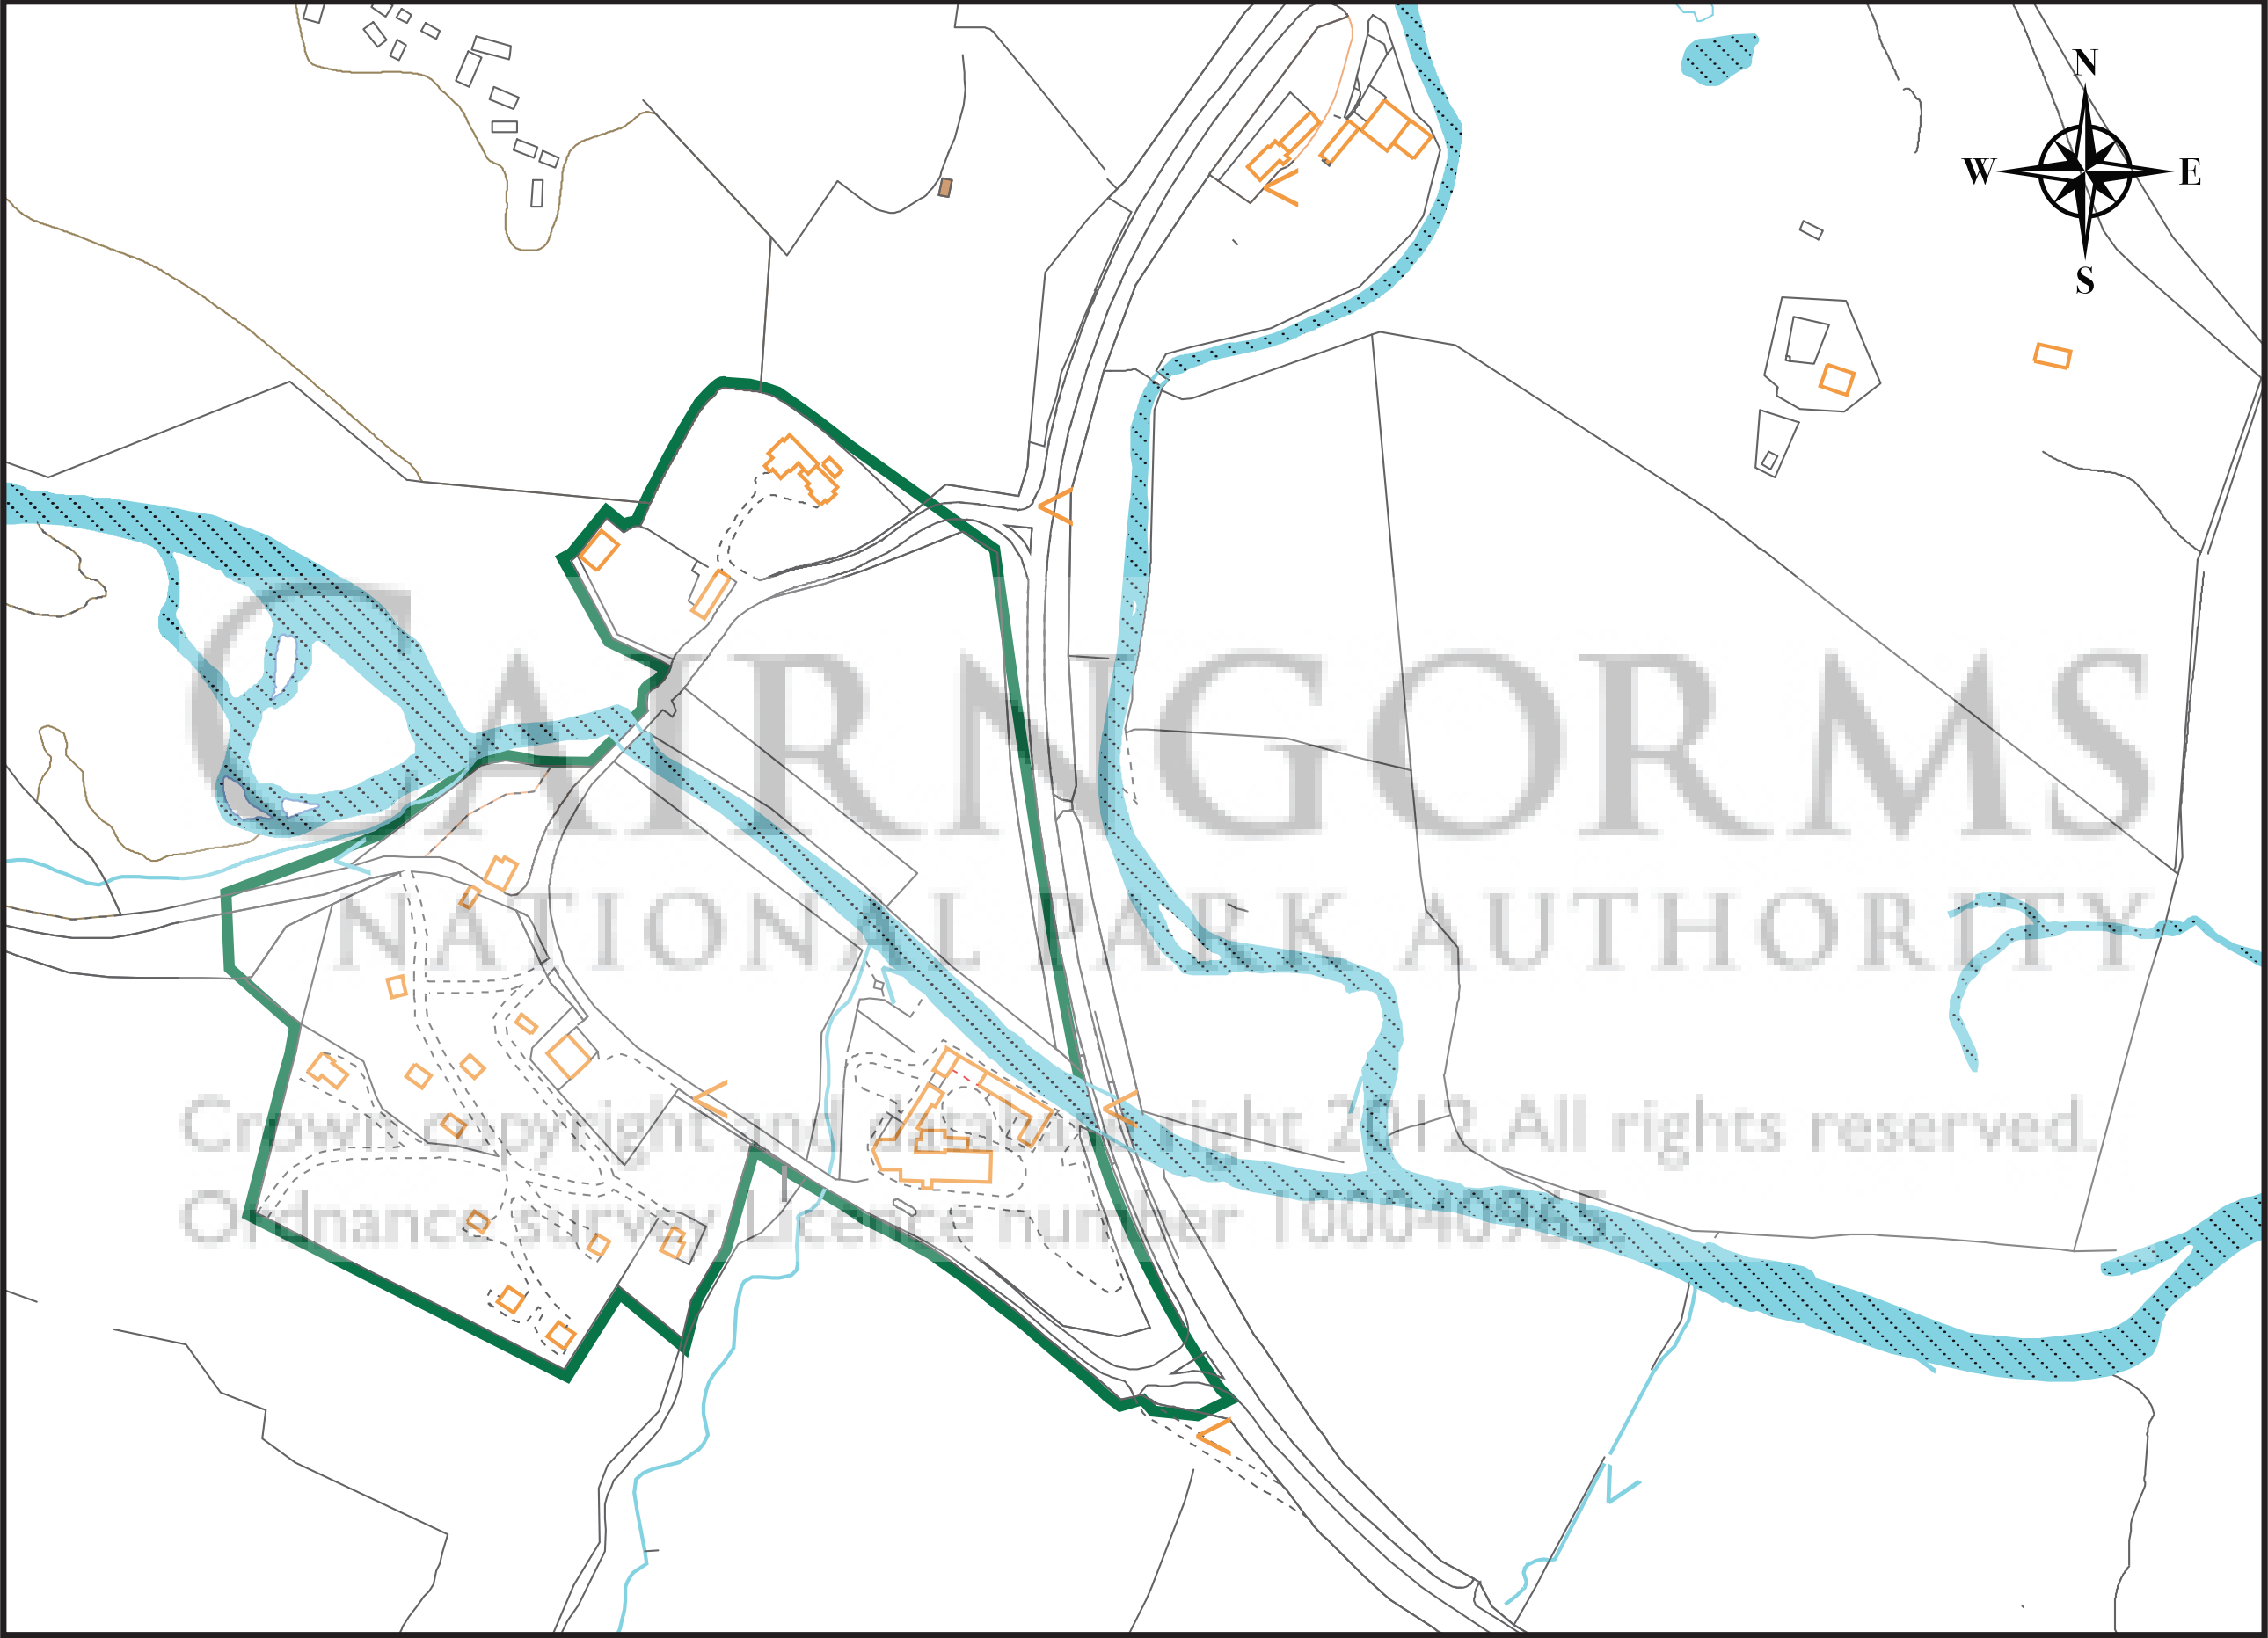 N
W E
S
CAIRNGORMS
NATIONAL PARK AUTHORITY
Crown copyright and database right 2012. All rights reserved.
Ordnance survey Licence number 100040965.